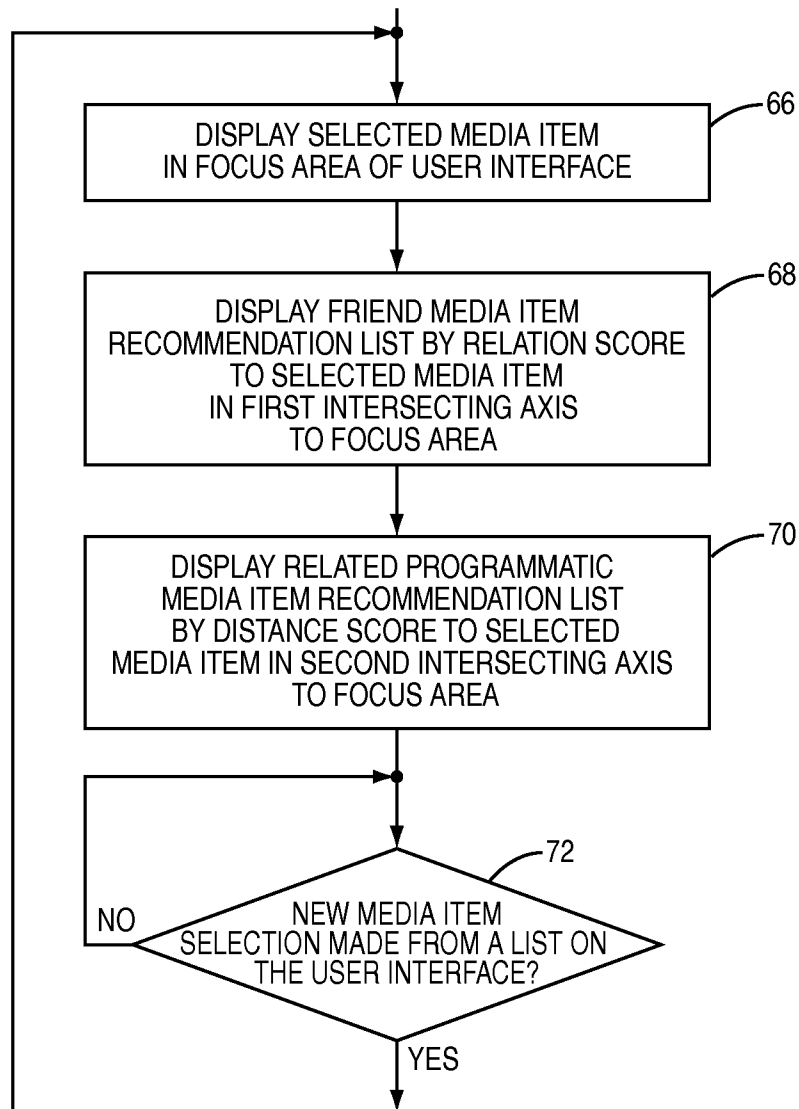 66
DISPLAY SELECTED MEDIA ITEM
IN FOCUS AREA OF USER INTERFACE
68
DISPLAY FRIEND MEDIA ITEM
RECOMMENDATION LIST BY RELATION SCORE
TO SELECTED MEDIA ITEM
IN FIRST INTERSECTING AXIS
TO FOCUS AREA
70
DISPLAY RELATED PROGRAMMATIC
MEDIA ITEM RECOMMENDATION LIST
BY DISTANCE SCORE TO SELECTED
MEDIA ITEM IN SECOND INTERSECTING AXIS
TO FOCUS AREA
72
NO
NEW MEDIA ITEM
SELECTION MADE FROM A LIST ON
THE USER INTERFACE?
YES